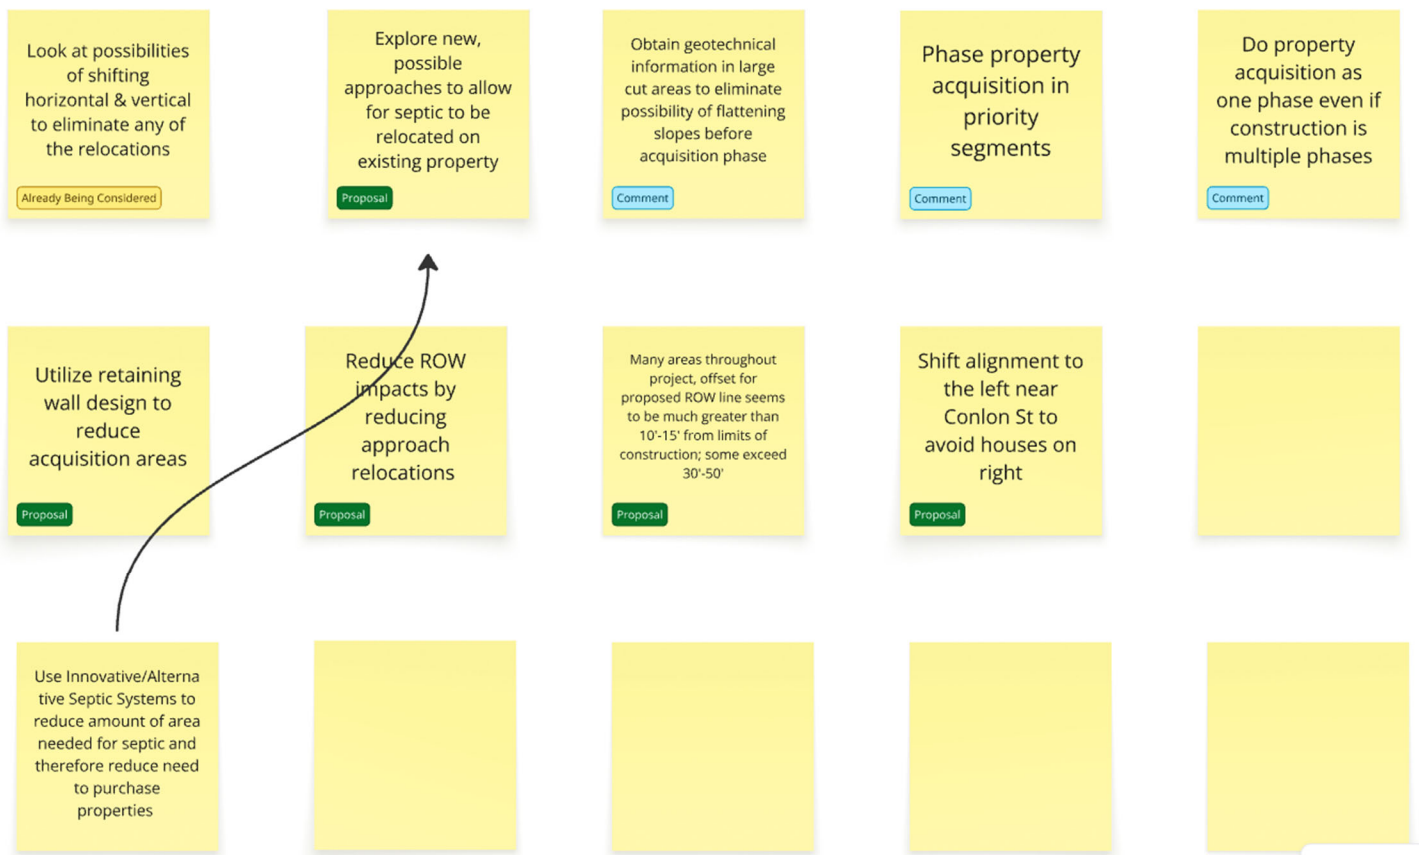 Look at possibilities
of shifting
horizontal & vertical
to eliminate any of
the relocations
Already Being Considered
Explore new,
possible
approaches to allow
for septic to be
relocated on
existing property
Proposal
Obtain geotechnical
information in large
cut areas to eliminate
possibility of flattening
slopes before
acquisition phase
Comment
Phase property
acquisition in
priority
segments
Comment
Do property
acquisition as
one phase even if
construction is
multiple phases
Comment
Utilize retaining
wall design to
reduce
acquisition areas
Proposal
Reduce ROW
impacts by
reducing
approach
relocations
Proposal
Many areas throughout
project, offset for
proposed ROW line seems
to be much greater than
10'-15' from limits of
construction; some exceed
30'-50'
Proposal
Shift alignment to
the left near
Conlon St to
avoid houses on
right
Proposal
Use Innovative/Alterna
tive Septic Systems to
reduce amount of area
needed for septic and
therefore reduce need
to purchase
properties